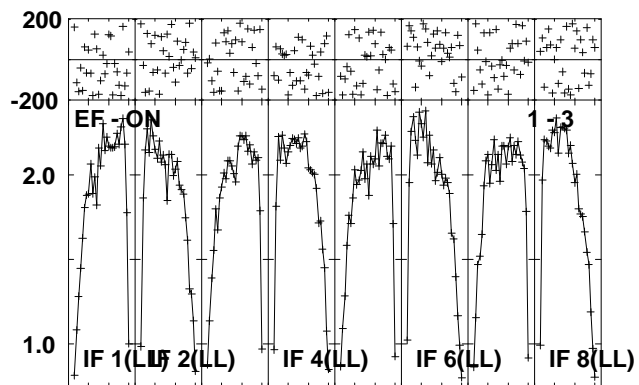 200
-200
EF - ON 1 - 3
2.0
1.0
IF 1(LL) IF 2(LL) IF 4(LL) IF 6(LL) IF 8(LL)